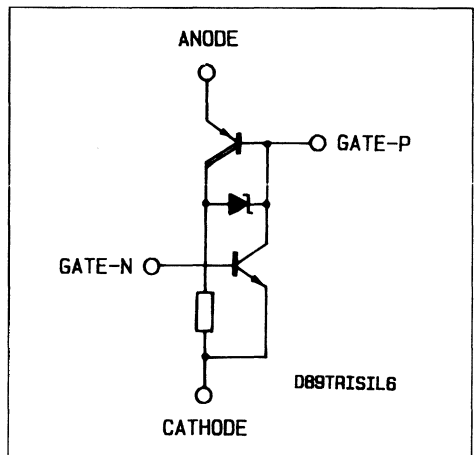 ANODE
GATE-P
GATE-N
D89TRISIL6
CATHODE